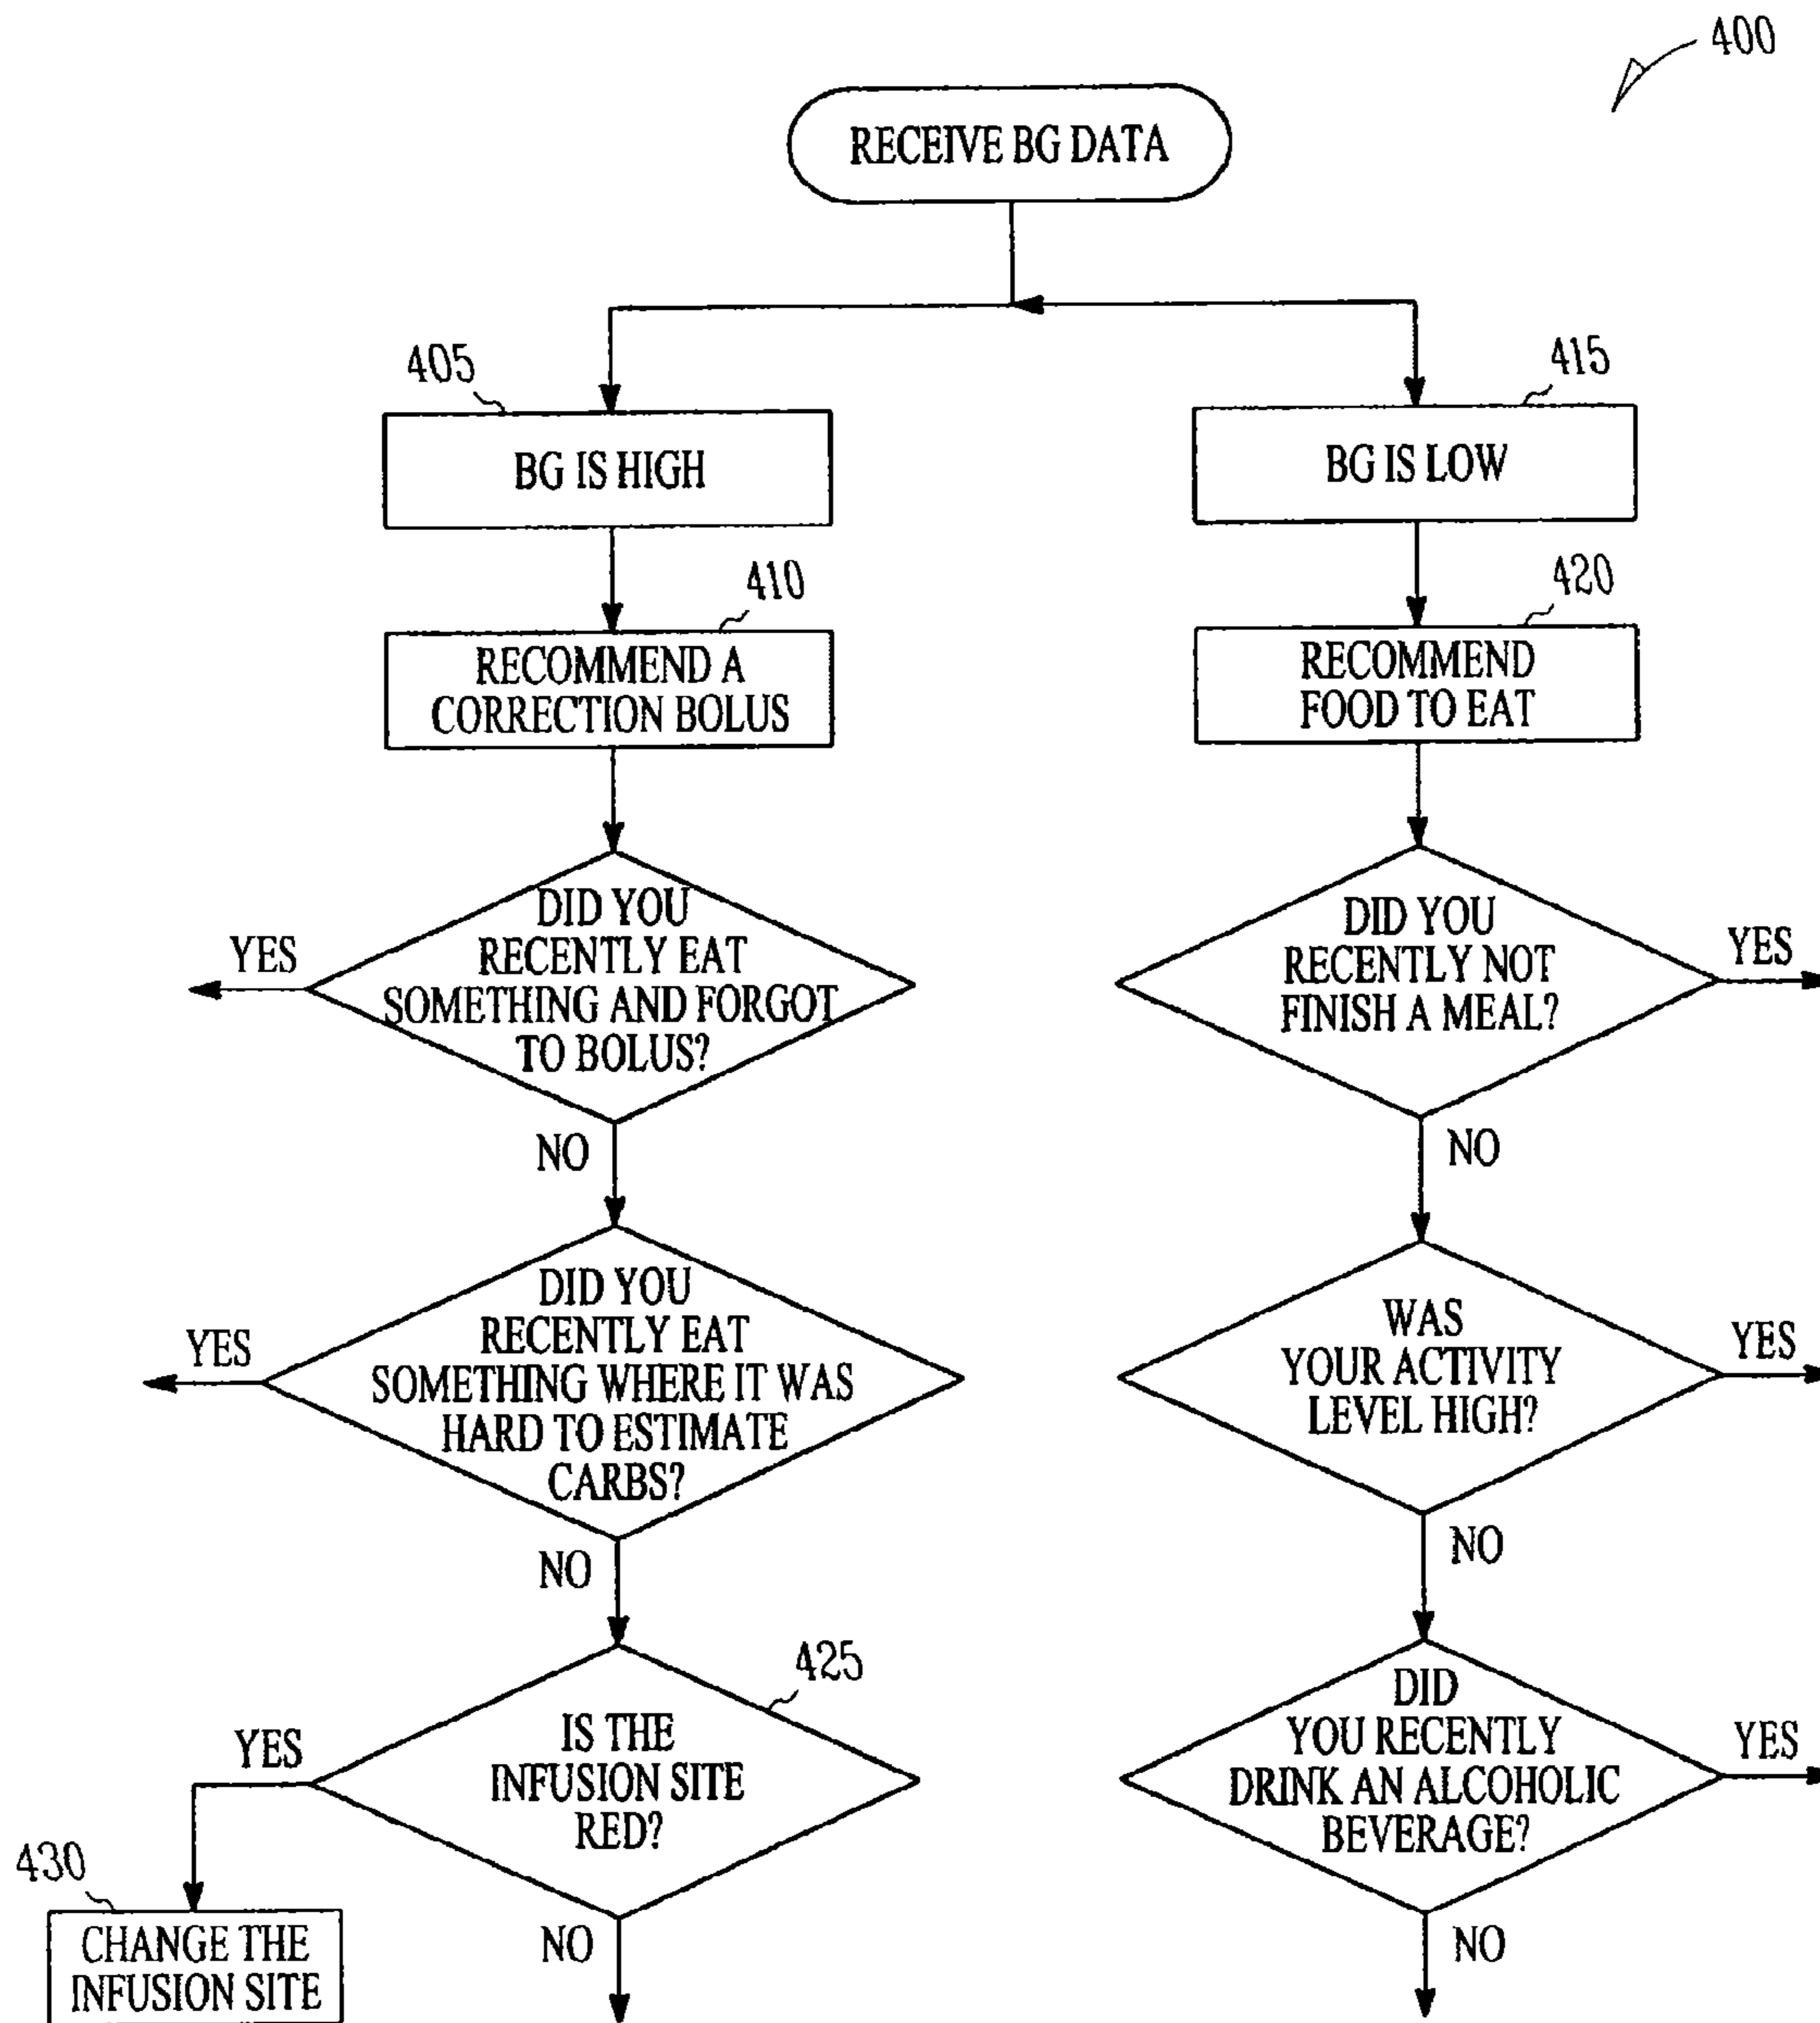 400
RECEIVE BG DATA
405
BG IS HIGH
410
RECOMMEND A
CORRECTION BOLUS
DID YOU
RECENTLY EAT
SOMETHING AND FORGOT
TO BOLUS?
YES
NO
DID YOU
RECENTLY EAT
SOMETHING WHERE IT WAS
HARD TO ESTIMATE
CARBS?
YES
NO
425
IS THE
INFUSION SITE
RED?
YES
NO
430
CHANGE THE
INFUSION SITE
415
BG IS LOW
420
RECOMMEND
FOOD TO EAT
DID YOU
RECENTLY NOT
FINISH A MEAL?
YES
NO
WAS
YOUR ACTIVITY
LEVEL HIGH?
YES
NO
DID
YOU RECENTLY
DRINK AN ALCOHOLIC
BEVERAGE?
YES
NO